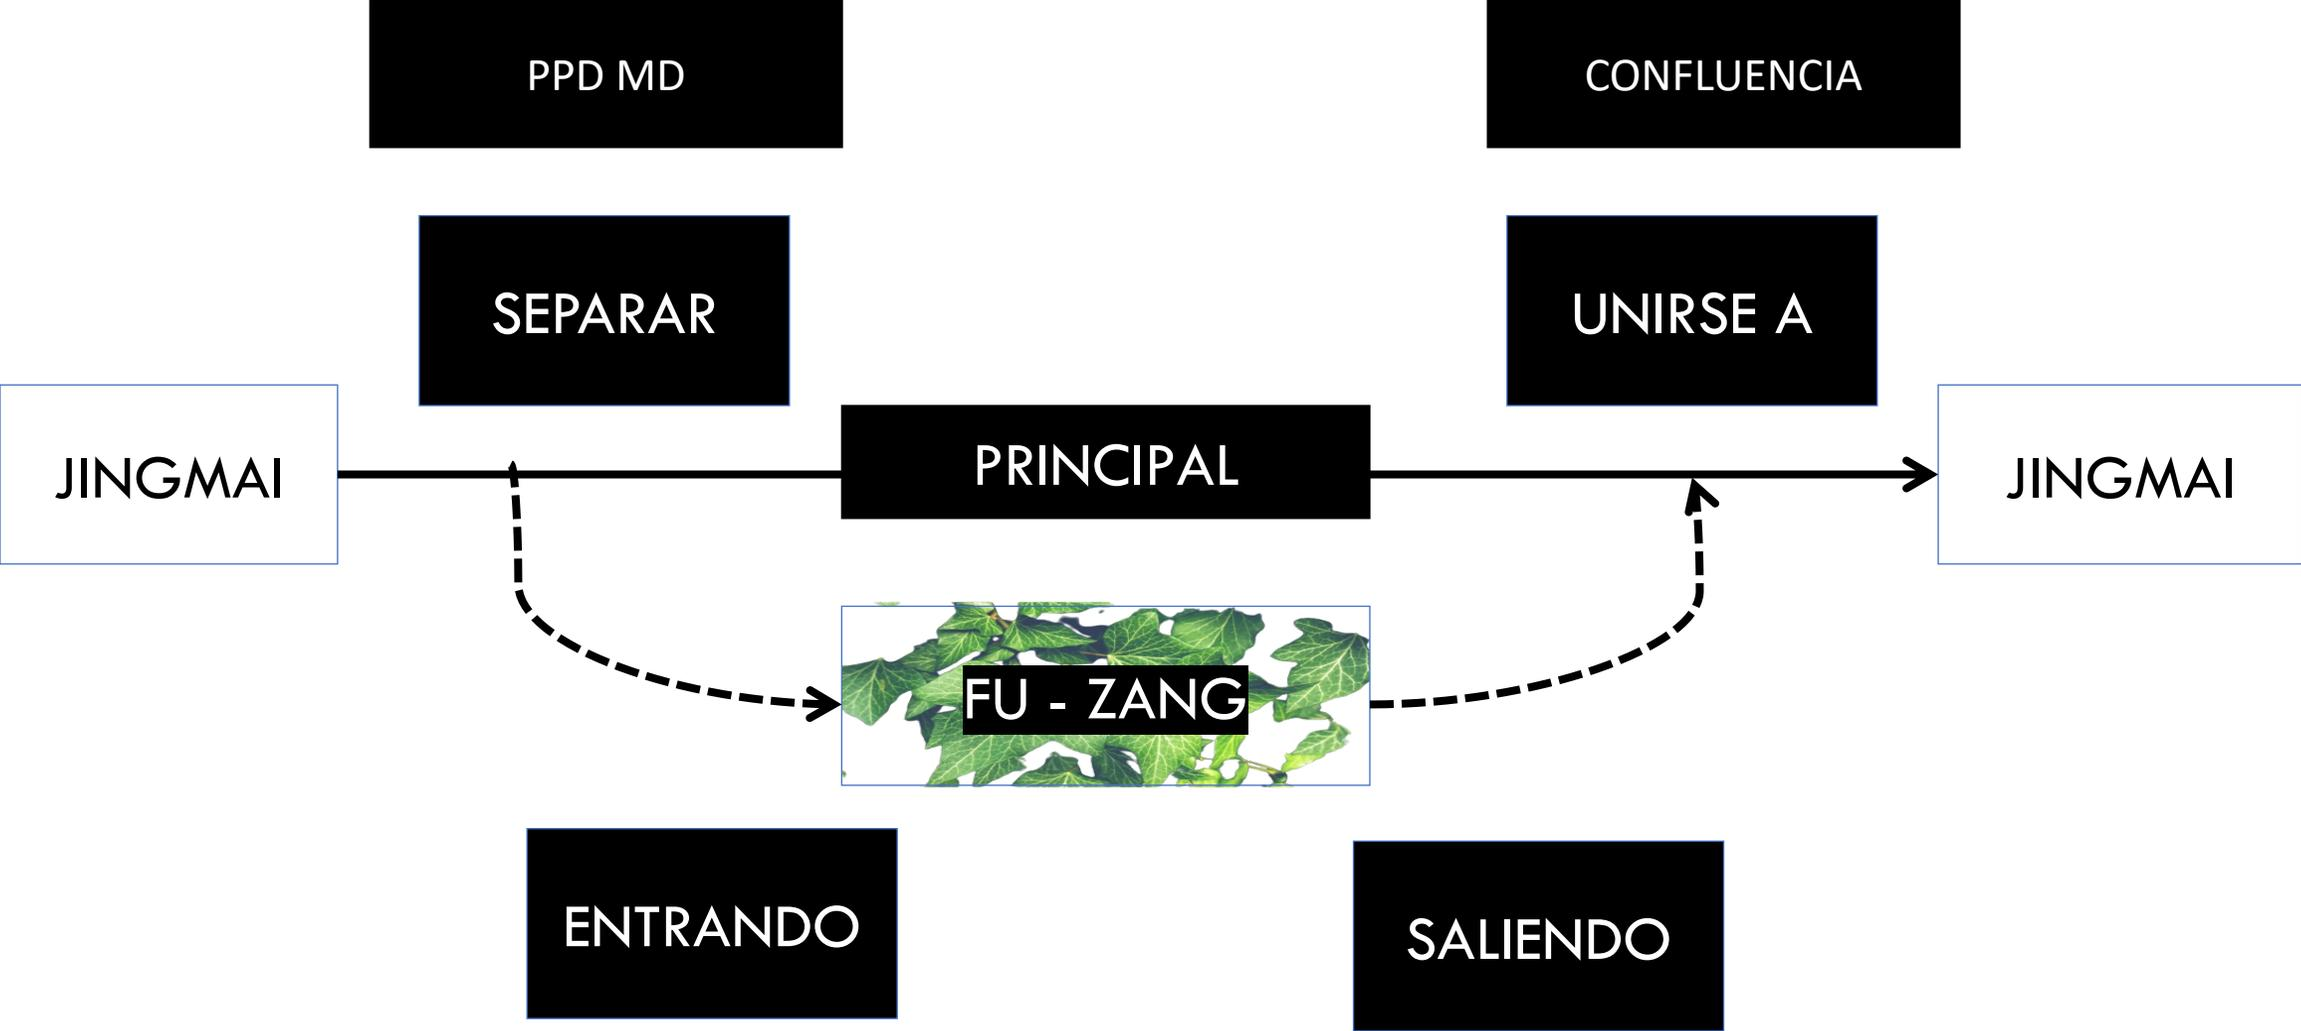 PPD MD
CONFLUENCIA
SEPARAR
UNIRSE A
JINGMAI
PRINCIPAL
JINGMAI
FU - ZANG
ENTRANDO
SALIENDO